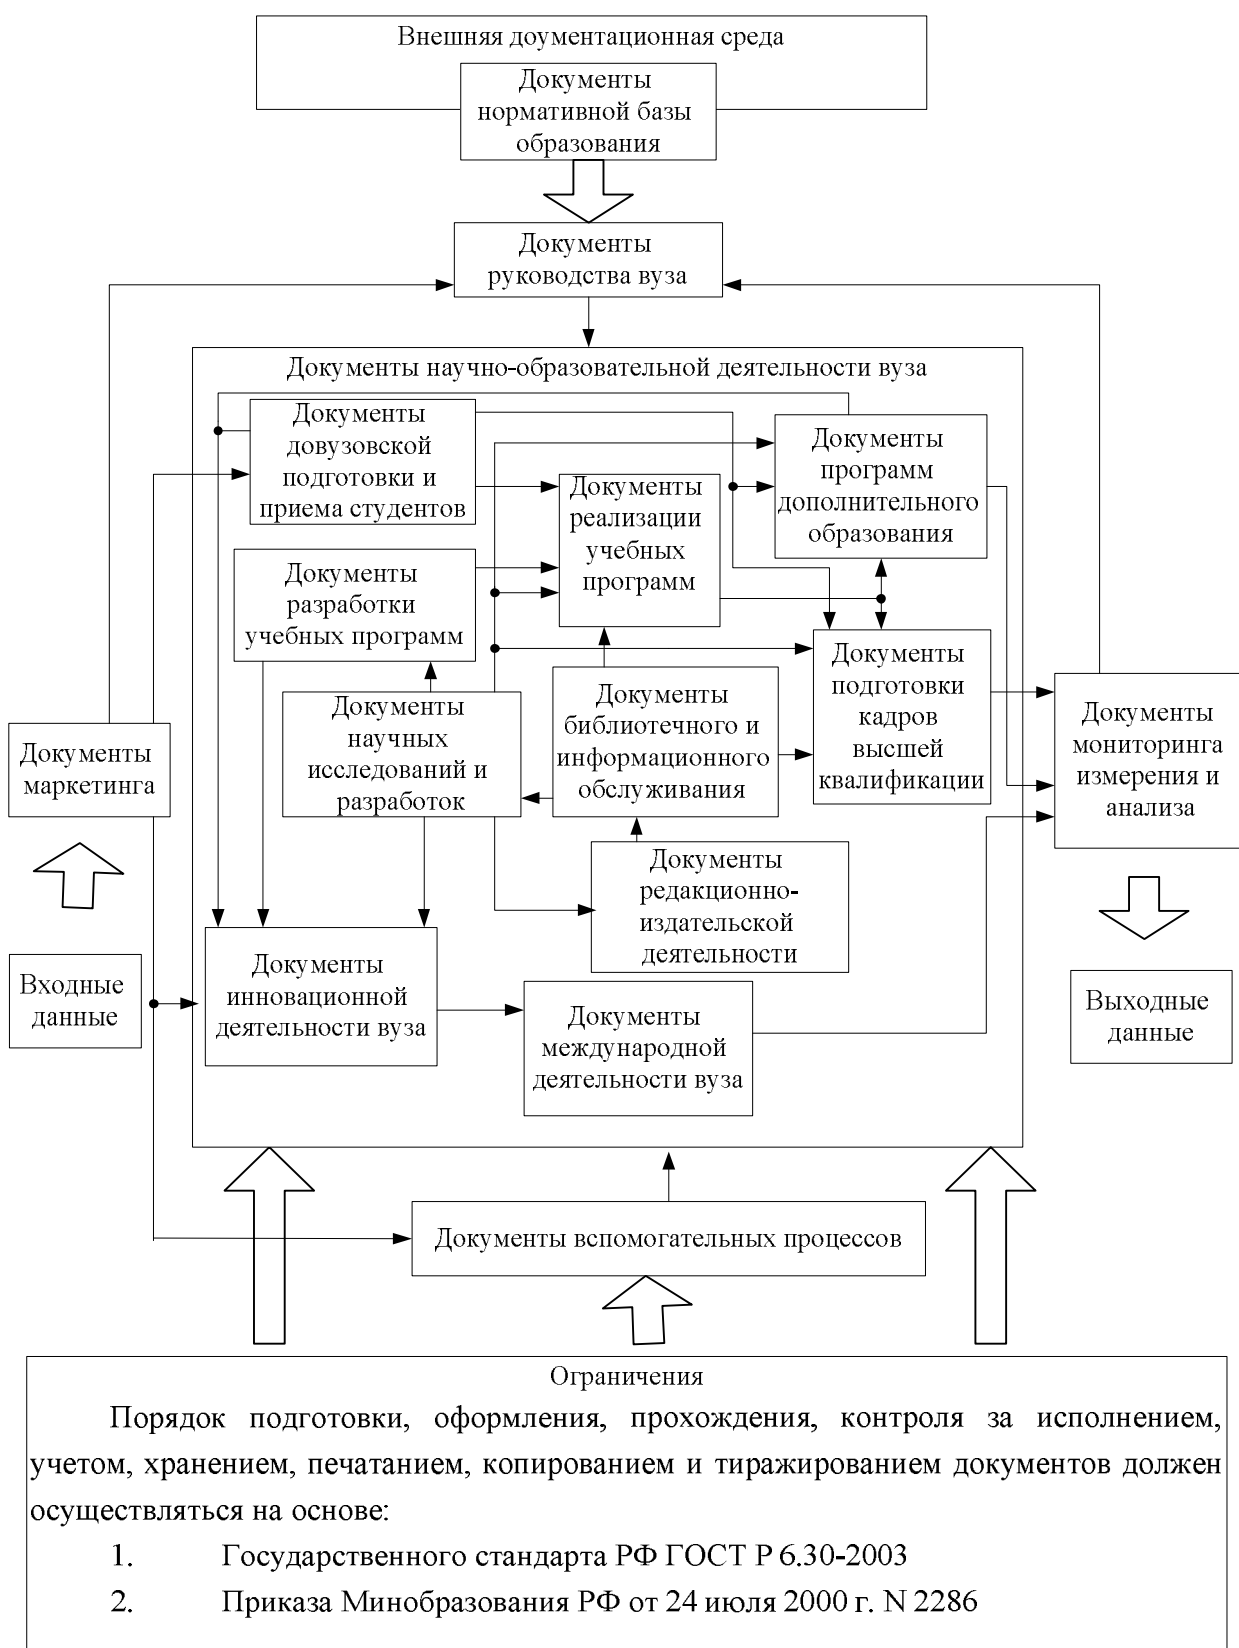 Внешняя доументационная среда
Документы
нормативной базы
образования
Документы
руководства вуза
Документы научно-образовательной деятельности вуза
Документы
довузовской
подготовки и
приема студентов
Документы
программ
дополнительного
образования
Документы
реализации
учебных
программ
Документы
разработки
учебных программ
Документы
подготовки
кадров
высшей
квалификации
Документы
научных
исследований и
разработок
Документы
библиотечного и
информационного
обслуживания
Документы
маркетинга
Документы
мониторинга
измерения и
анализа
Документы
редакционно-
издательской
деятельности
Входные
данные
Документы
инновационной
деятельности вуза
Документы
международной
деятельности вуза
Выходные
данные
Документы вспомогательных процессов
Ограничения
Порядок подготовки, оформления, прохождения, контроля за исполнением,
учетом, хранением, печатанием, копированием и тиражированием документов должен
осуществляться на основе:
1. Государственного стандарта РФ ГОСТ Р 6.30-2003
2. Приказа Минобразования РФ от 24 июля 2000 г. N 2286